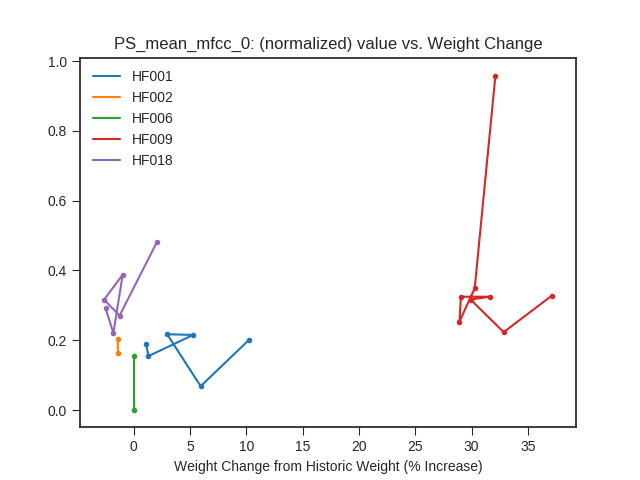 PS_mean_mfcc_0: (normalized) value vs. Weight Change
1.0
0.8
0.6
0.4
0.2
0.0
HF001
HF002
HF006
HF009
HF018
0 5 10 15 20 25 30 35
Weight Change from Historic Weight (% Increase)